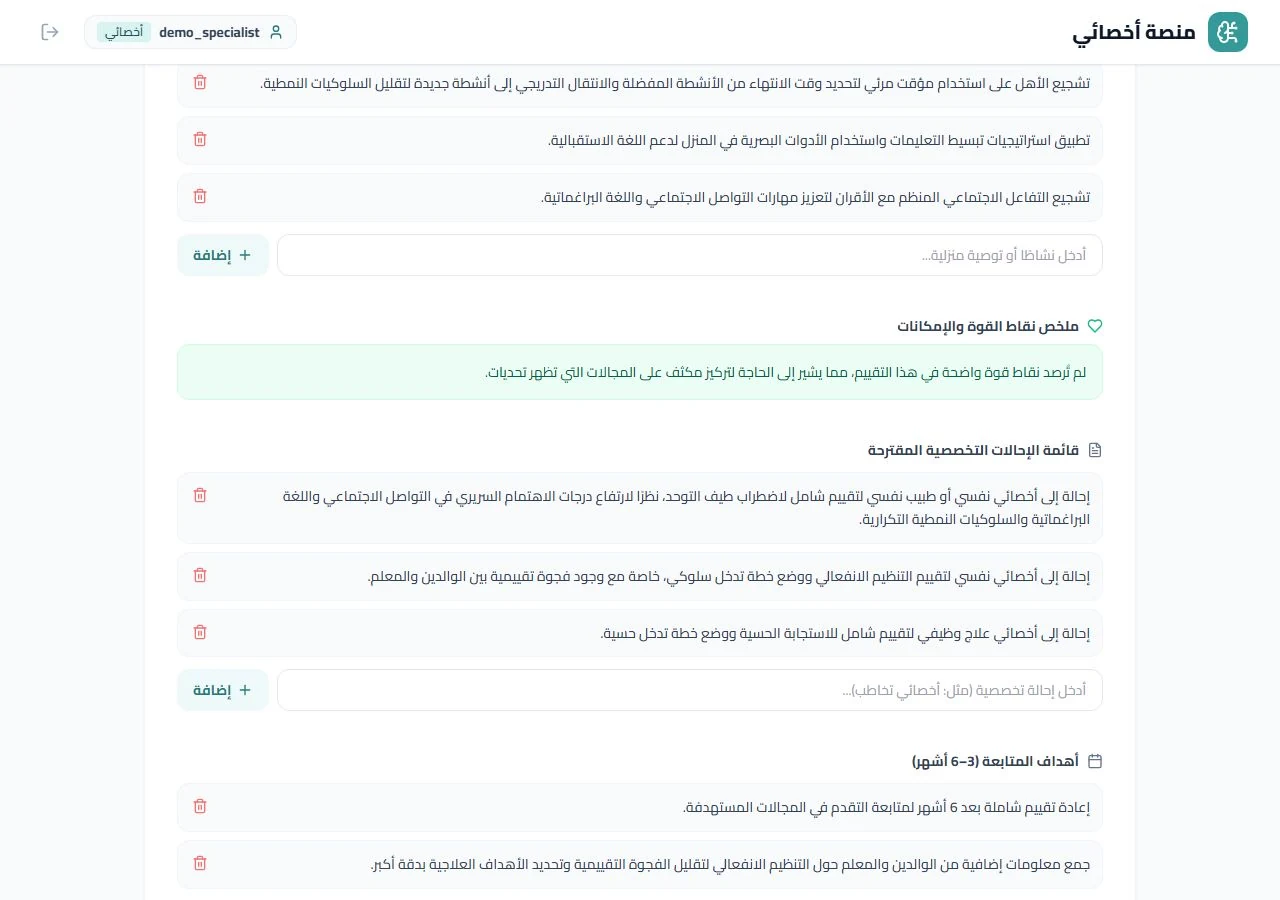 منصة أخصائي
demo_specialist
أخصائي
تشجيع الأهل على استخدام مؤقت مرئي لتحديد وقت الانتهاء من الأنشطة المفضلة والانتقال التدريجي إلى أنشطة جديدة لتقليل السلوكيات النمطية.
تطبيق استراتيجيات تبسيط التعليمات واستخدام الأدوات البصرية في المنزل لدعم اللغة الاستقبالية.
تشجيع التفاعل الاجتماعي المنظم مع الأقران لتعزيز مهارات التواصل الاجتماعي واللغة البراغماتية.
أدخل نشاطًا أو توصية منزلية...
إضافة
ملخص نقاط القوة والإمكانات
لم تُرصد نقاط قوة واضحة في هذا التقييم، مما يشير إلى الحاجة لتركيز مكثف على المجالات التي تظهر تحديات.
قائمة الإحالات التخصصية المقترحة
إحالة إلى أخصائي نفسي أو طبيب نفسي لتقييم شامل لاضطراب طيف التوحد، نظرًا لارتفاع درجات الاهتمام السريري في التواصل الاجتماعي واللغة
البراغماتية والسلوكيات النمطية التكرارية.
إحالة إلى أخصائي نفسي لتقييم التنظيم الانفعالي ووضع خطة تدخل سلوكي، خاصة مع وجود فجوة تقييمية بين الوالدين والمعلم.
إحالة إلى أخصائي علاج وظيفي لتقييم شامل للاستجابة الحسية ووضع خطة تدخل حسية.
أدخل إحالة تخصصية (مثل: أخصائي تخاطب)...
إضافة
أهداف المتابعة (3–6 أشهر)
إعادة تقييم شاملة بعد 6 أشهر لمتابعة التقدم في المجالات المستهدفة.
جمع معلومات إضافية من الوالدين والمعلم حول التنظيم الانفعالي لتقليل الفجوة التقييمية وتحديد الأهداف العلاجية بدقة أكبر.